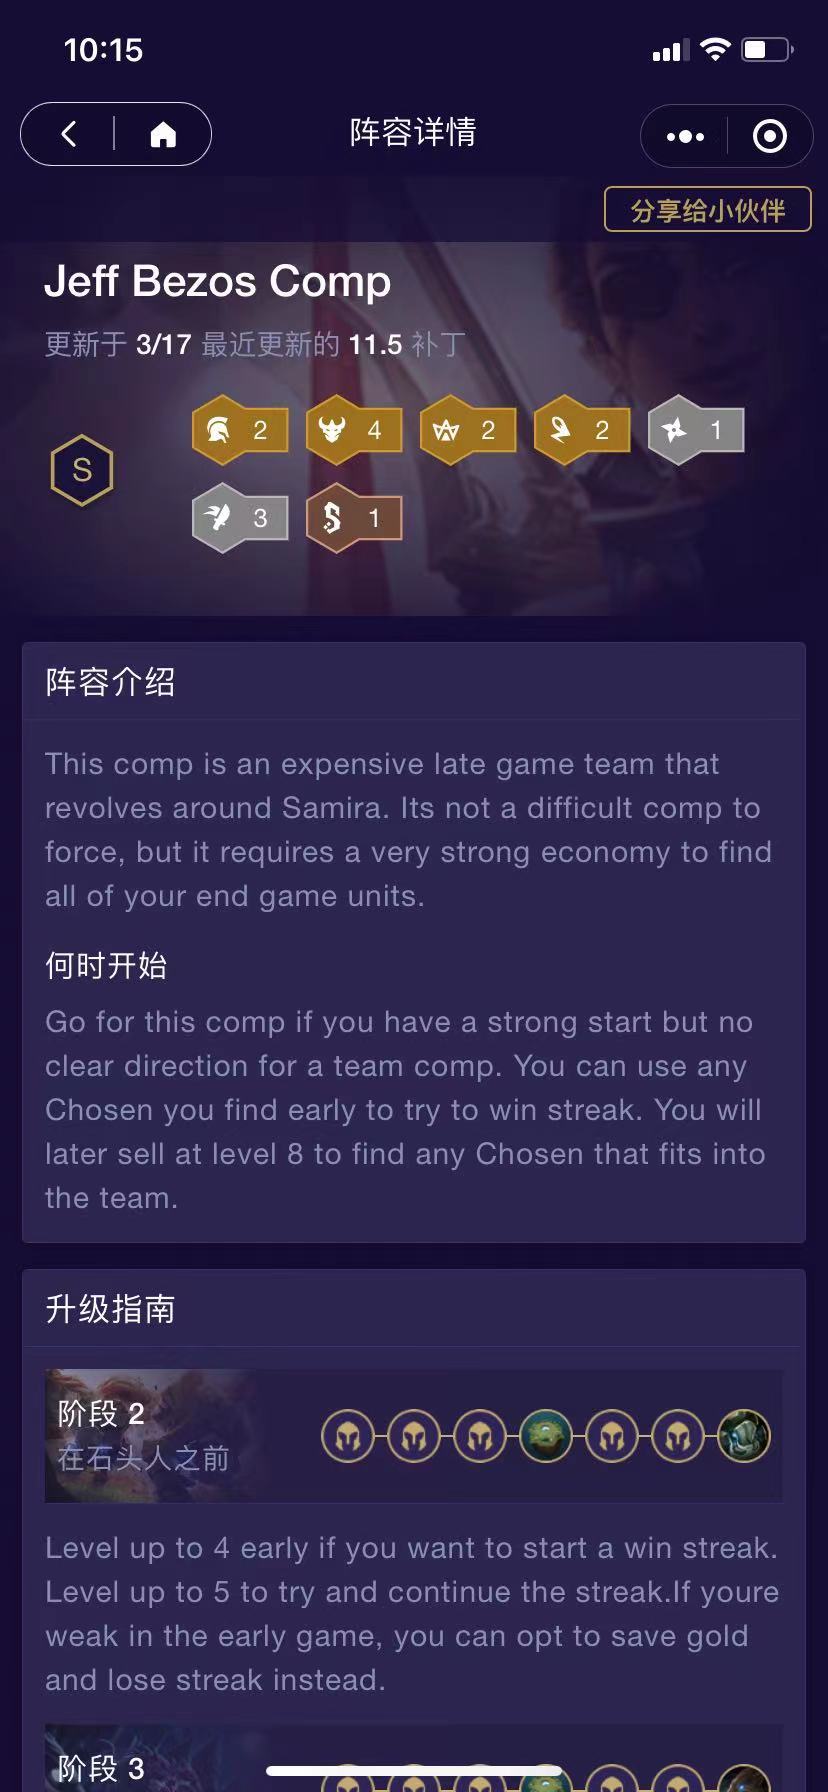 10:15
阵容详情
分享给小伙伴
Jeff Bezos Comp
更新于 3/17 最近更新的 11.5 补丁
S
2 4 2 2 1
3 1
阵容介绍
This comp is an expensive late game team that
revolves around Samira. Its not a difficult comp to
force, but it requires a very strong economy to find
all of your end game units.
何时开始
Go for this comp if you have a strong start but no
clear direction for a team comp. You can use any
Chosen you find early to try to win streak. You will
later sell at level 8 to find any Chosen that fits into
the team.
升级指南
阶段 2
在石头人之前
Level up to 4 early if you want to start a win streak.
Level up to 5 to try and continue the streak.If youre
weak in the early game, you can opt to save gold
and lose streak instead.
阶段 3